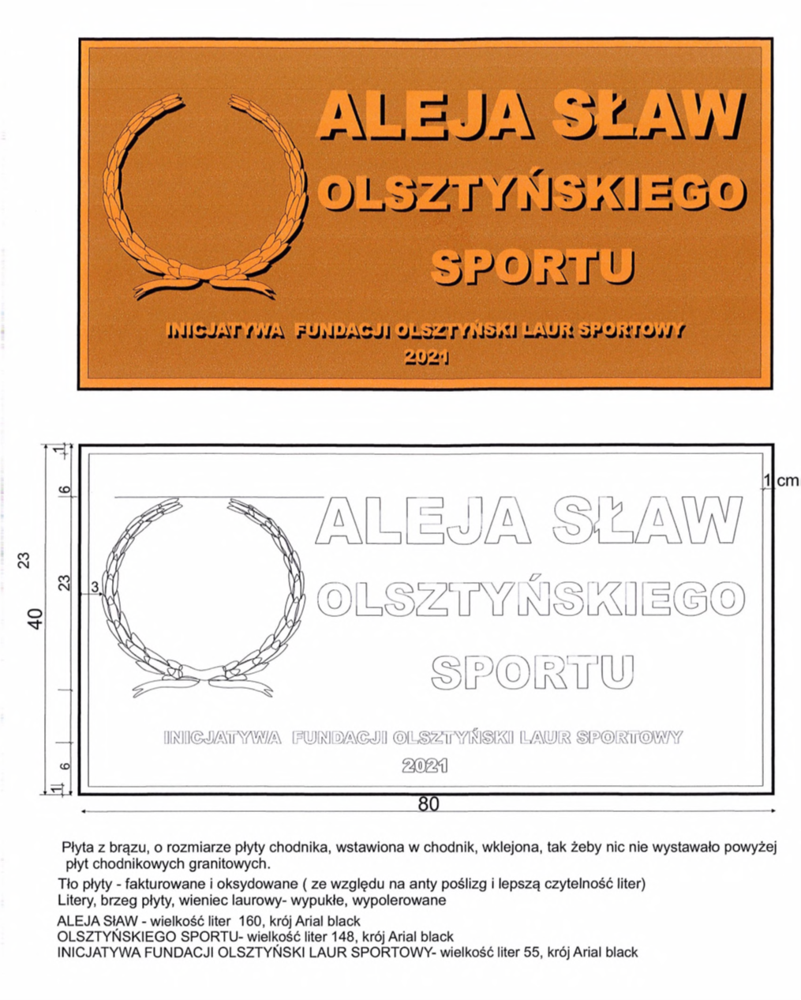 ALEJA SŁAW
OLSZTYŃSKIEGO
SPORTU
INICJATYWA FUNDACJI OLSZTYŃSKI LAUR SPORTOWY
2021
1
6
1 cm
23
23
3
40
6
1
ALEJA SŁAW
OLSZTYŃSKIEGO
SPORTU
INICJATYWA FUNDACJI OLSZTYŃSKI LAUR SPORTOWY
2021
80
Płyta z brązu, o rozmiarze płyty chodnika, wstawiona w chodnik, wklejona, tak żeby nic nie wystawało powyżej
płyt chodnikowych granitowych.
Tło płyty - fakturowane i oksydowane ( ze względu na anty poślizg i lepszą czytelność liter)
Litery, brzeg płyty, wieniec laurowy- wypukłe, wypolerowane
ALEJA SłAW - wielkość liter 160, krój Arial black
OLSZTYŃSKIEGO SPORTU- wielkość liter 148, krój Arial black
INICJATYWA FUNDACJI OLSZTYŃSKI LAUR SPORTOWY- wielkość liter 55, krój Arial black